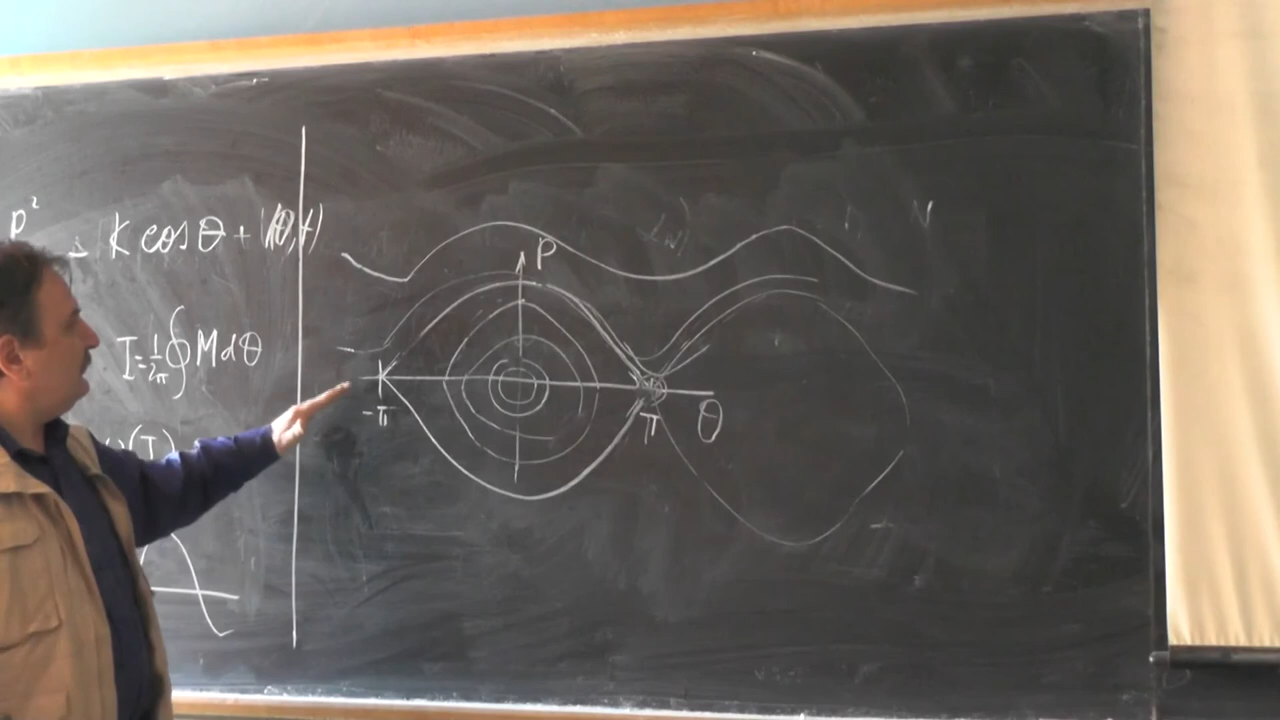 p²
K cosθ +
I = 1/2π ∮ M dθ
(I)
P
-π
π
θ